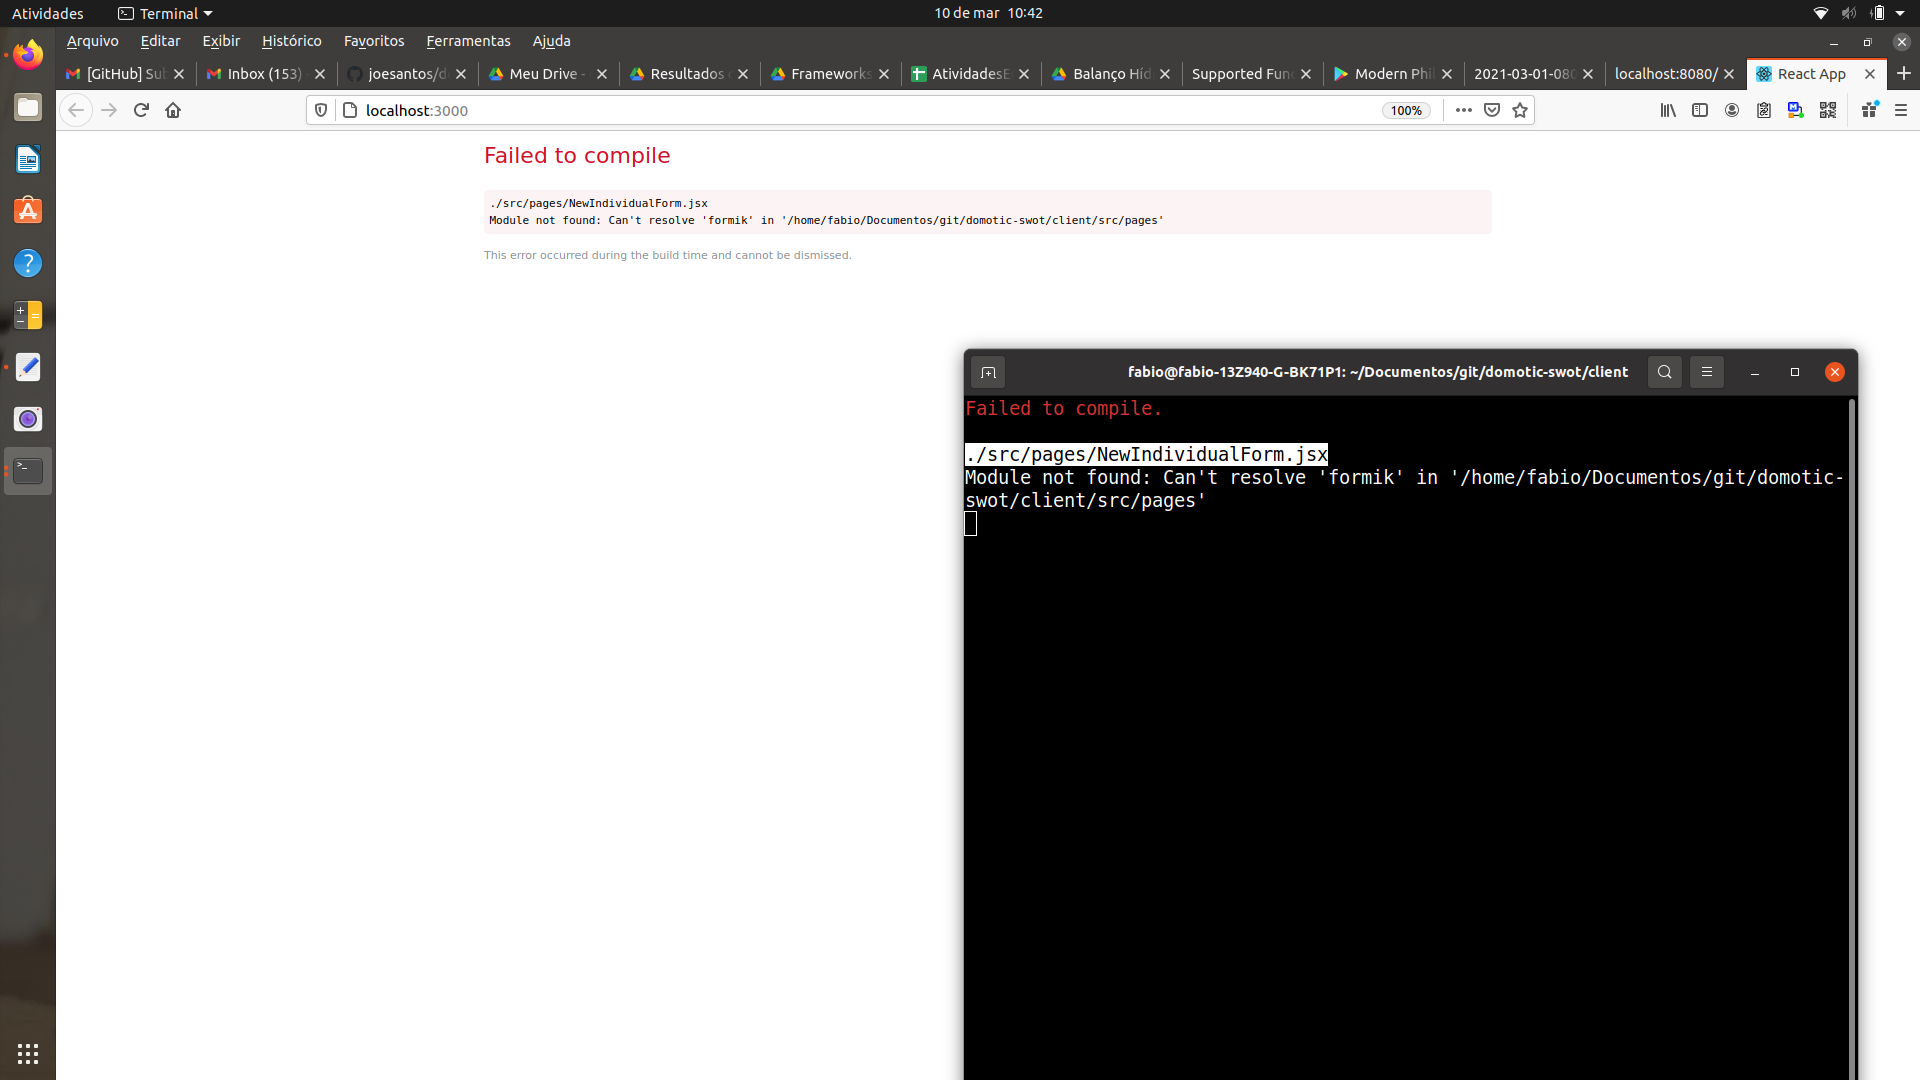 Atividades
Terminal
10 de mar 10:42
Arquivo Editar Exibir Histórico Favoritos Ferramentas Ajuda
[GitHub] Su
Inbox (153)
joesantos/d
Meu Drive -
Resultados
Frameworks
AtividadesE
Balanço Híd
Supported Fun
Modern Phi
2021-03-01-080
localhost:8080/
React App
localhost:3000
100%
Failed to compile
./src/pages/NewIndividualForm.jsx
Module not found: Can't resolve 'formik' in '/home/fabio/Documentos/git/domotic-swot/client/src/pages'
This error occurred during the build time and cannot be dismissed.
fabio@fabio-13Z940-G-BK71P1: ~/Documentos/git/domotic-swot/client
Failed to compile.
./src/pages/NewIndividualForm.jsx
Module not found: Can't resolve 'formik' in '/home/fabio/Documentos/git/domotic-
swot/client/src/pages'